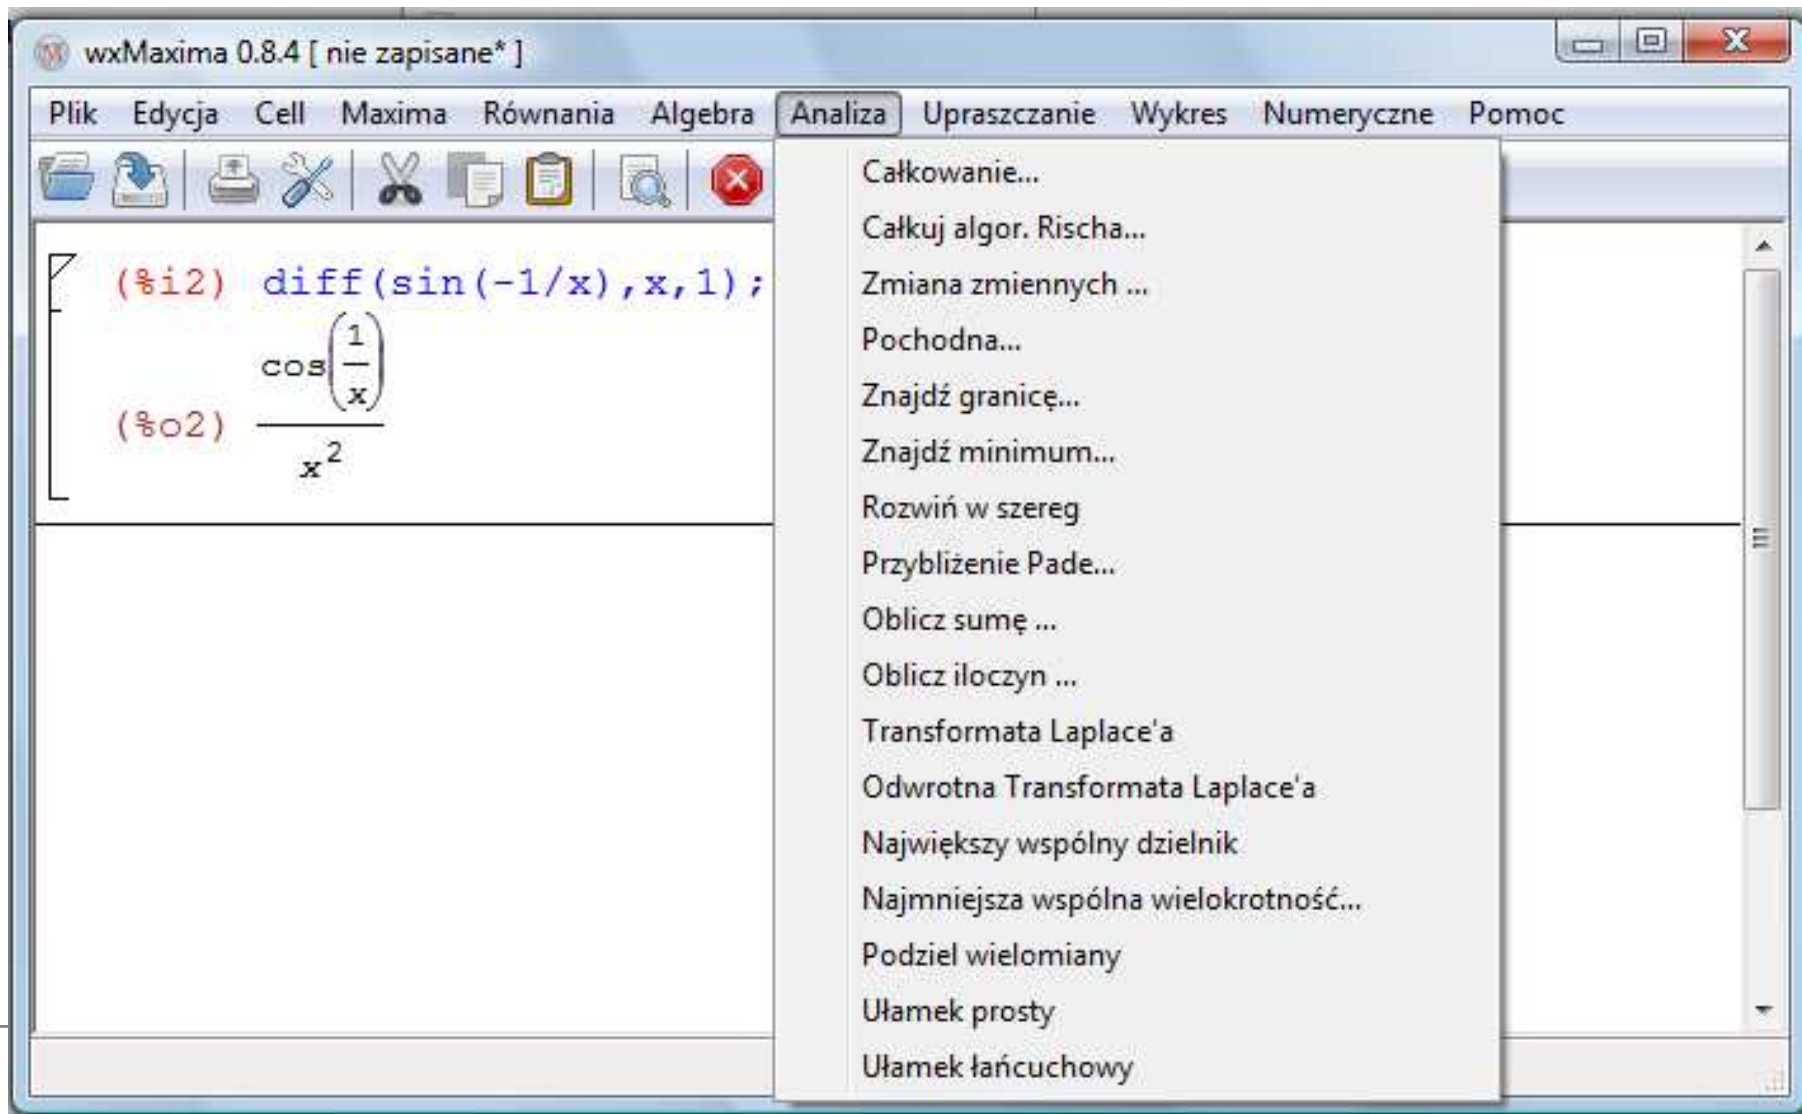 wxMaxima 0.8.4 [ nie zapisane* ]
Plik Edycja Cell Maxima Równania Algebra Analiza Upraszczanie Wykres Numeryczne Pomoc
(%i2) diff(sin(-1/x),x,1);
(%o2) cos(1/x)/x^2
Całkowanie...
Całkuj algor. Rischa...
Zmiana zmiennych ...
Pochodna...
Znajdź granicę...
Znajdź minimum...
Rozwiń w szereg
Przybliżenie Pade...
Oblicz sumę ...
Oblicz iloczyn ...
Transformata Laplace'a
Odwrotna Transformata Laplace'a
Największy wspólny dzielnik
Najmniejsza wspólna wielokrotność...
Podziel wielomiany
Ułamek prosty
Ułamek łańcuchowy